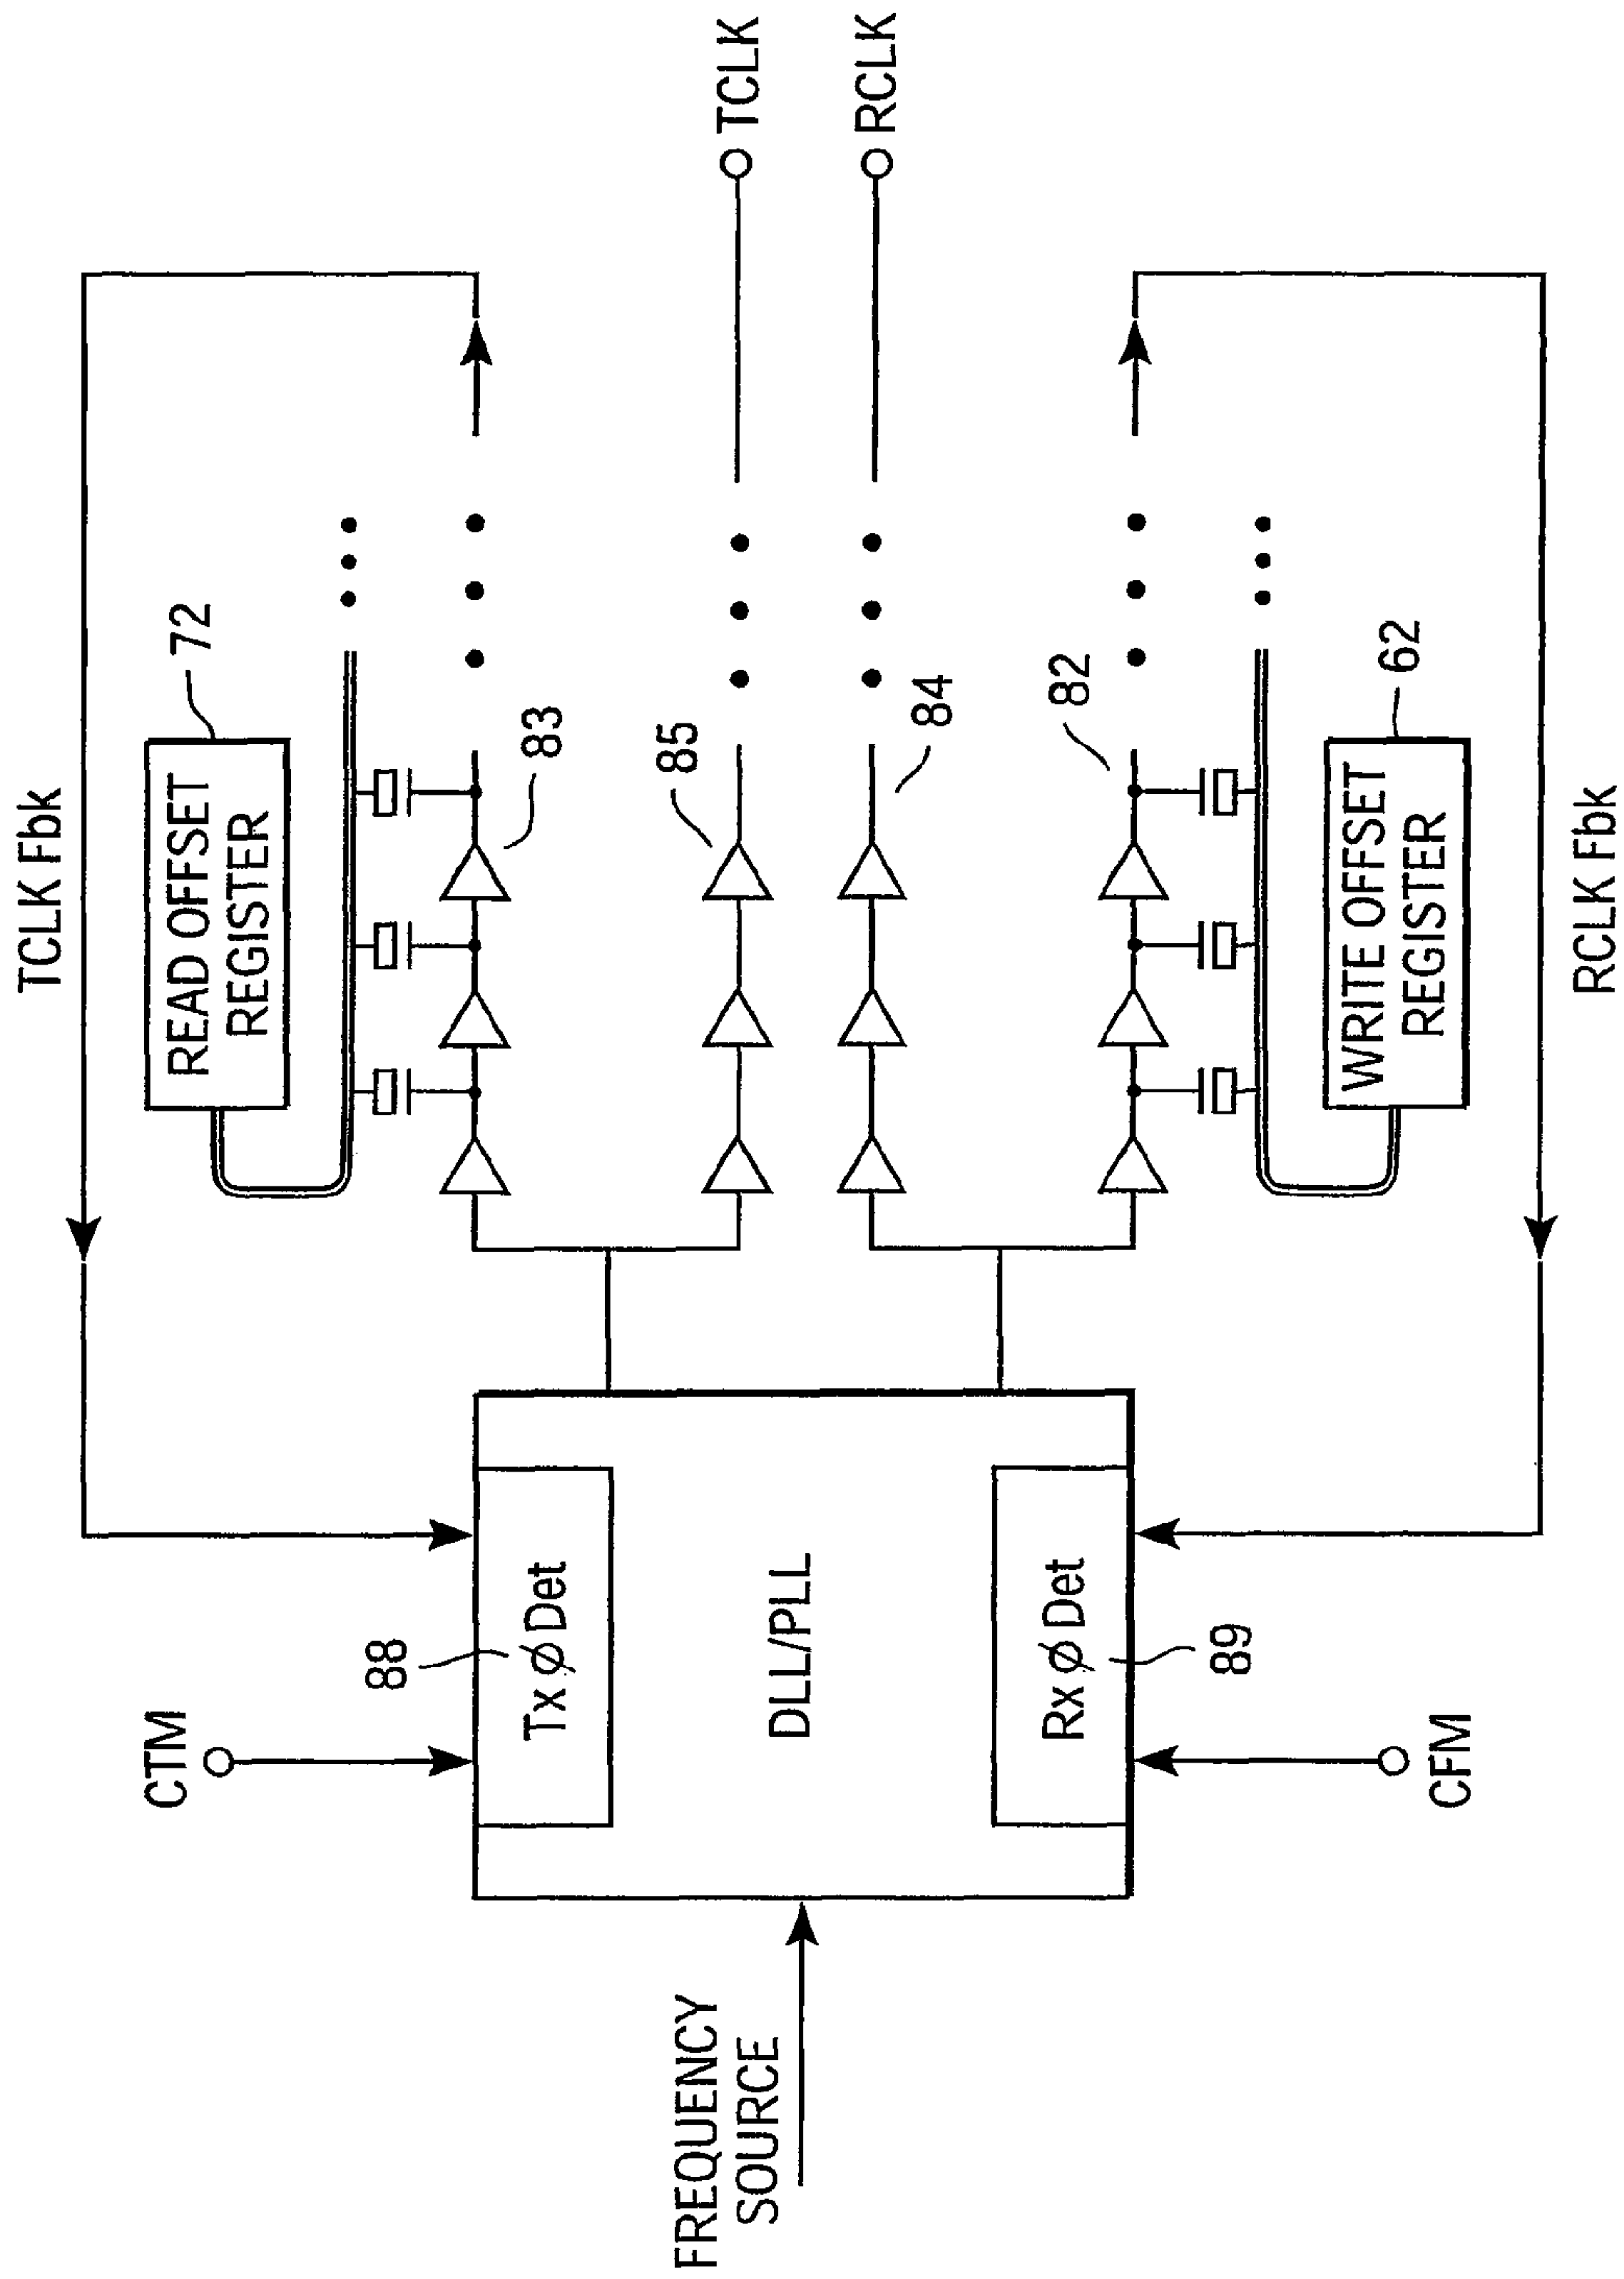 TCLK Fbk
READ OFFSET
REGISTER
72
83
CTM
88
Tx ϕ Det
85
TCLK
FREQUENCY
SOURCE
DLL/PLL
84
RCLK
Rx ϕ Det
89
82
CFM
WRITE OFFSET
REGISTER
62
RCLK Fbk